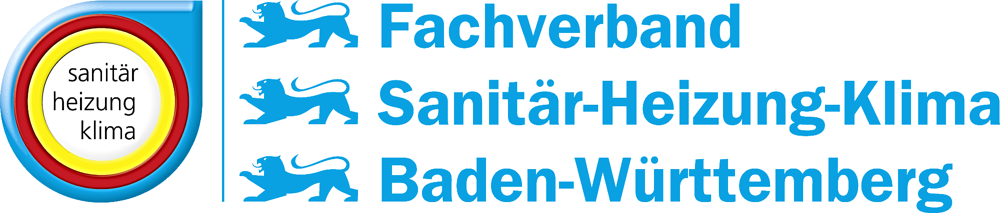 sanitär
heizung
klima
Fachverband
Sanitär-Heizung-Klima
Baden-Württemberg